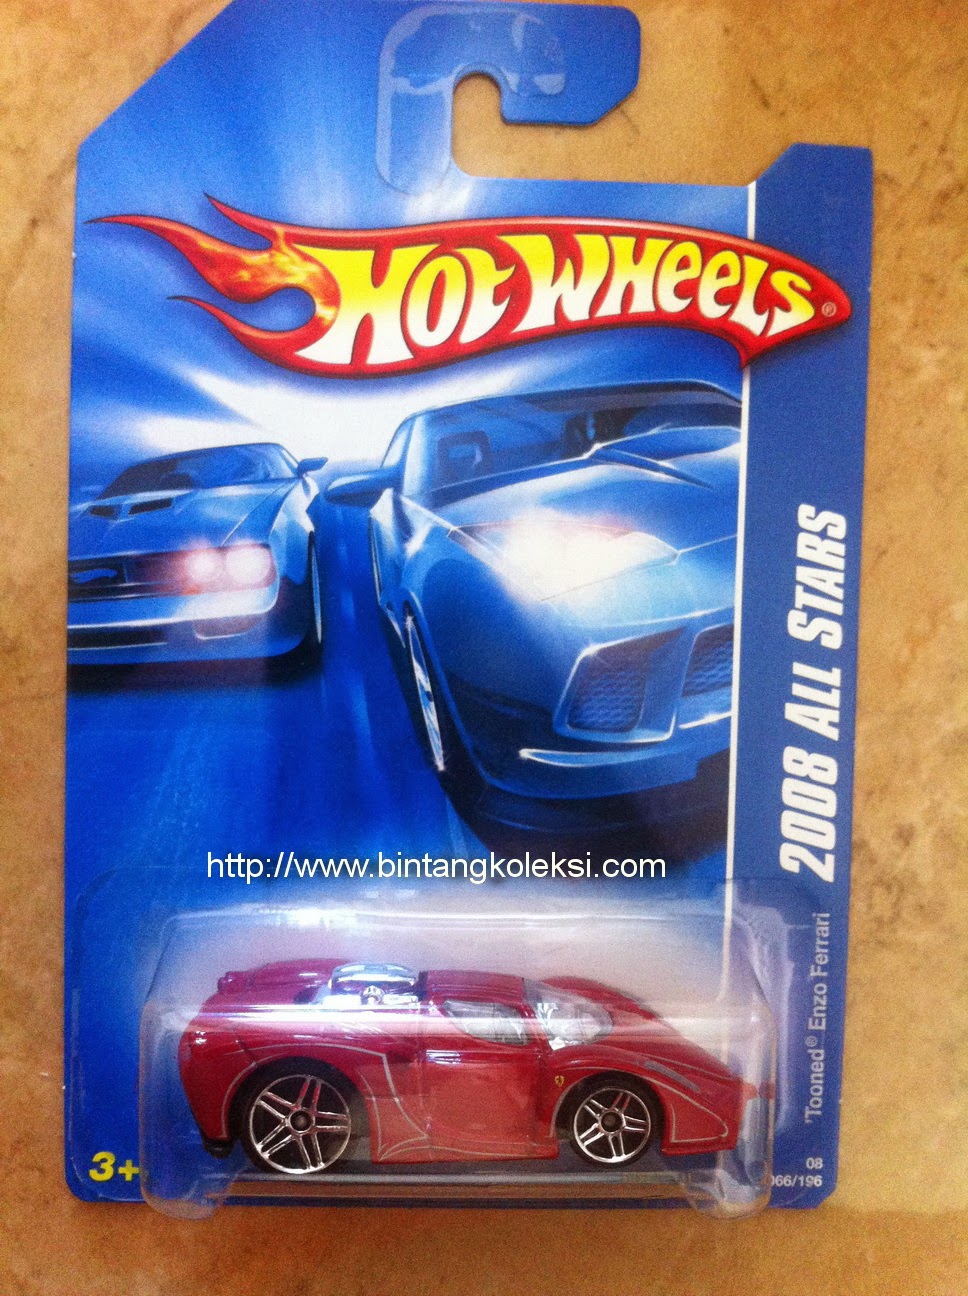 HOT WHEELS®
2008 ALL STARS
'Tooned® Enzo Ferrari
http://www.bintangkoleksi.com
3+
08
066/196